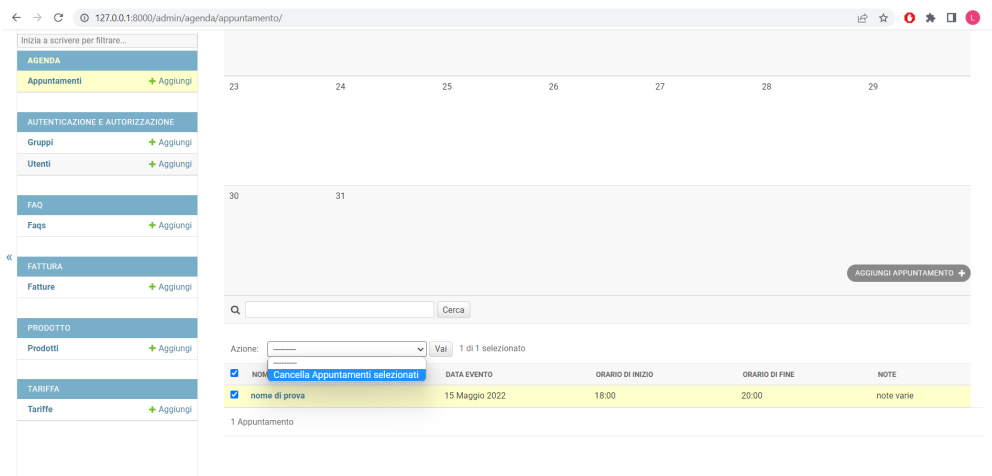 127.0.0.1:8000/admin/agenda/appuntamento/
L
Inizia a scrivere per filtrare...
AGENDA
Appuntamenti + Aggiungi
AUTENTICAZIONE E AUTORIZZAZIONE
Gruppi + Aggiungi
Utenti + Aggiungi
FAQ
Faqs + Aggiungi
FATTURA
Fatture + Aggiungi
PRODOTTO
Prodotti + Aggiungi
TARIFFA
Tariffe + Aggiungi
«
23 24 25 26 27 28 29
30 31
AGGIUNGI APPUNTAMENTO +
Cerca
Azione: --------- Vai 1 di 1 selezionato
---------
Cancella Appuntamenti selezionati
DATA EVENTO ORARIO DI INIZIO ORARIO DI FINE NOTE
nome di prova 15 Maggio 2022 18:00 20:00 note varie
1 Appuntamento